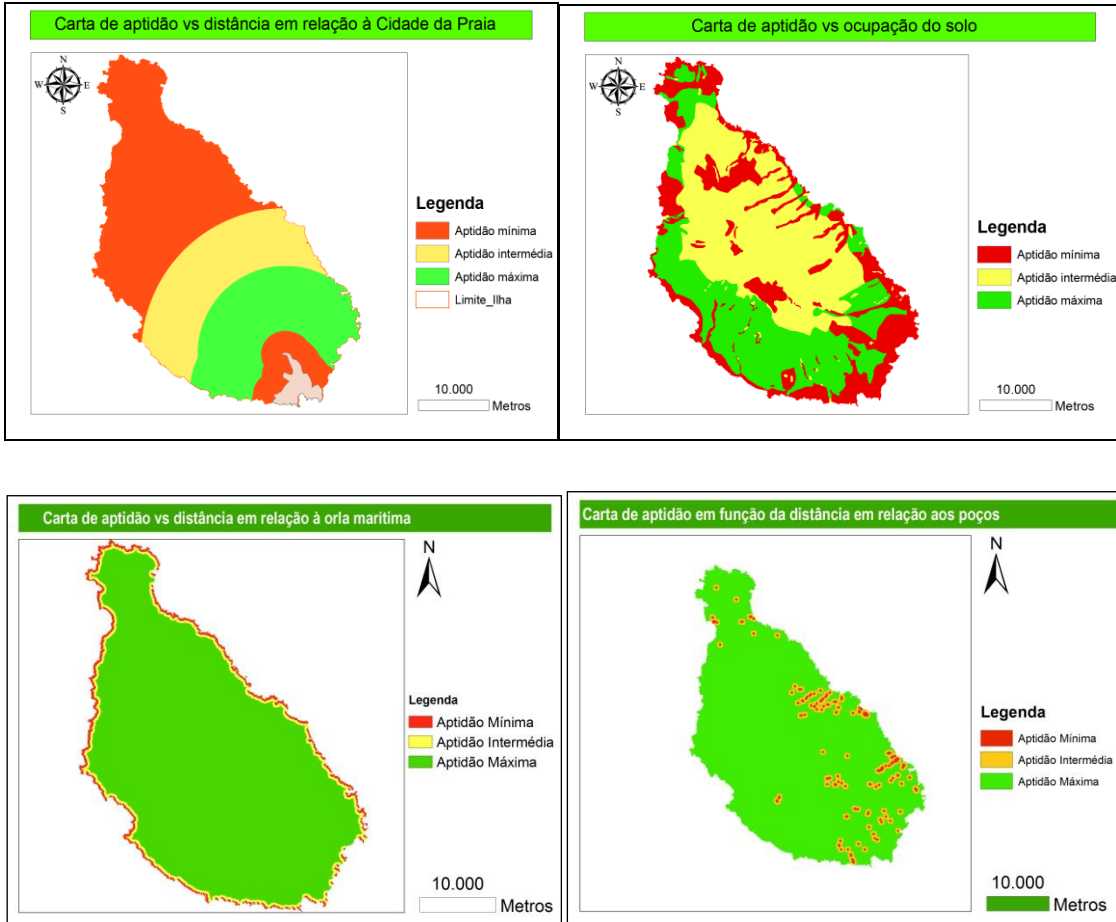 Carta de aptidão vs distância em relação à Cidade da Praia
N
W
E
S
Legenda
Aptidão mínima
Aptidão intermédia
Aptidão máxima
Limite_Ilha
10.000
Metros
Carta de aptidão vs ocupação do solo
N
W
E
S
Legenda
Aptidão mínima
Aptidão intermédia
Aptidão máxima
10.000
Metros
Carta de aptidão vs distância em relação à orla marítima
N
Legenda
Aptidão Mínima
Aptidão Intermédia
Aptidão Máxima
10.000
Metros
Carta de aptidão em função da distância em relação aos poços
N
Legenda
Aptidão Mínima
Aptidão Intermédia
Aptidão Máxima
10.000
Metros